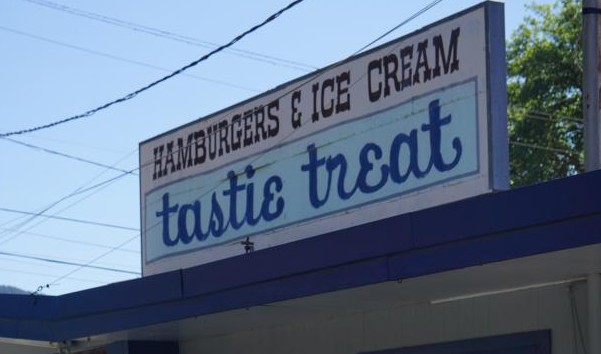 HAMBURGERS & ICE CREAM
tastie treat